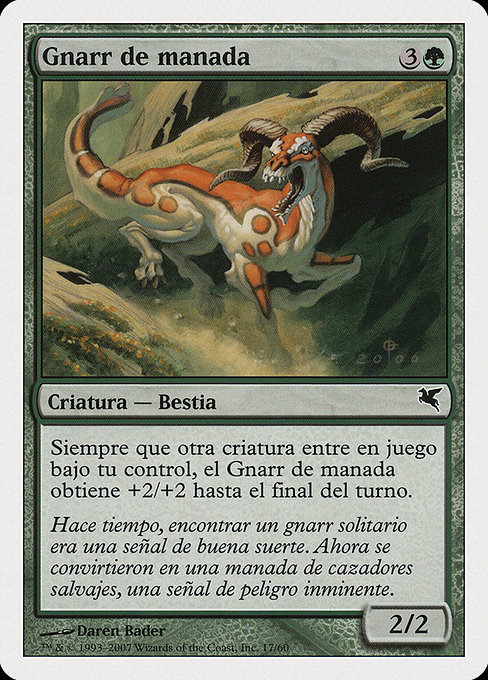 Gnarr de manada 3
2006
Criatura — Bestia
Siempre que otra criatura entre en juego
bajo tu control, el Gnarr de manada
obtiene +2/+2 hasta el final del turno.
Hace tiempo, encontrar un gnarr solitario
era una señal de buena suerte. Ahora se
convirtieron en una manada de cazadores
salvajes, una señal de peligro inminente.
2/2
Daren Bader
™ & © 1993–2007 Wizards of the Coast, Inc. 17/60